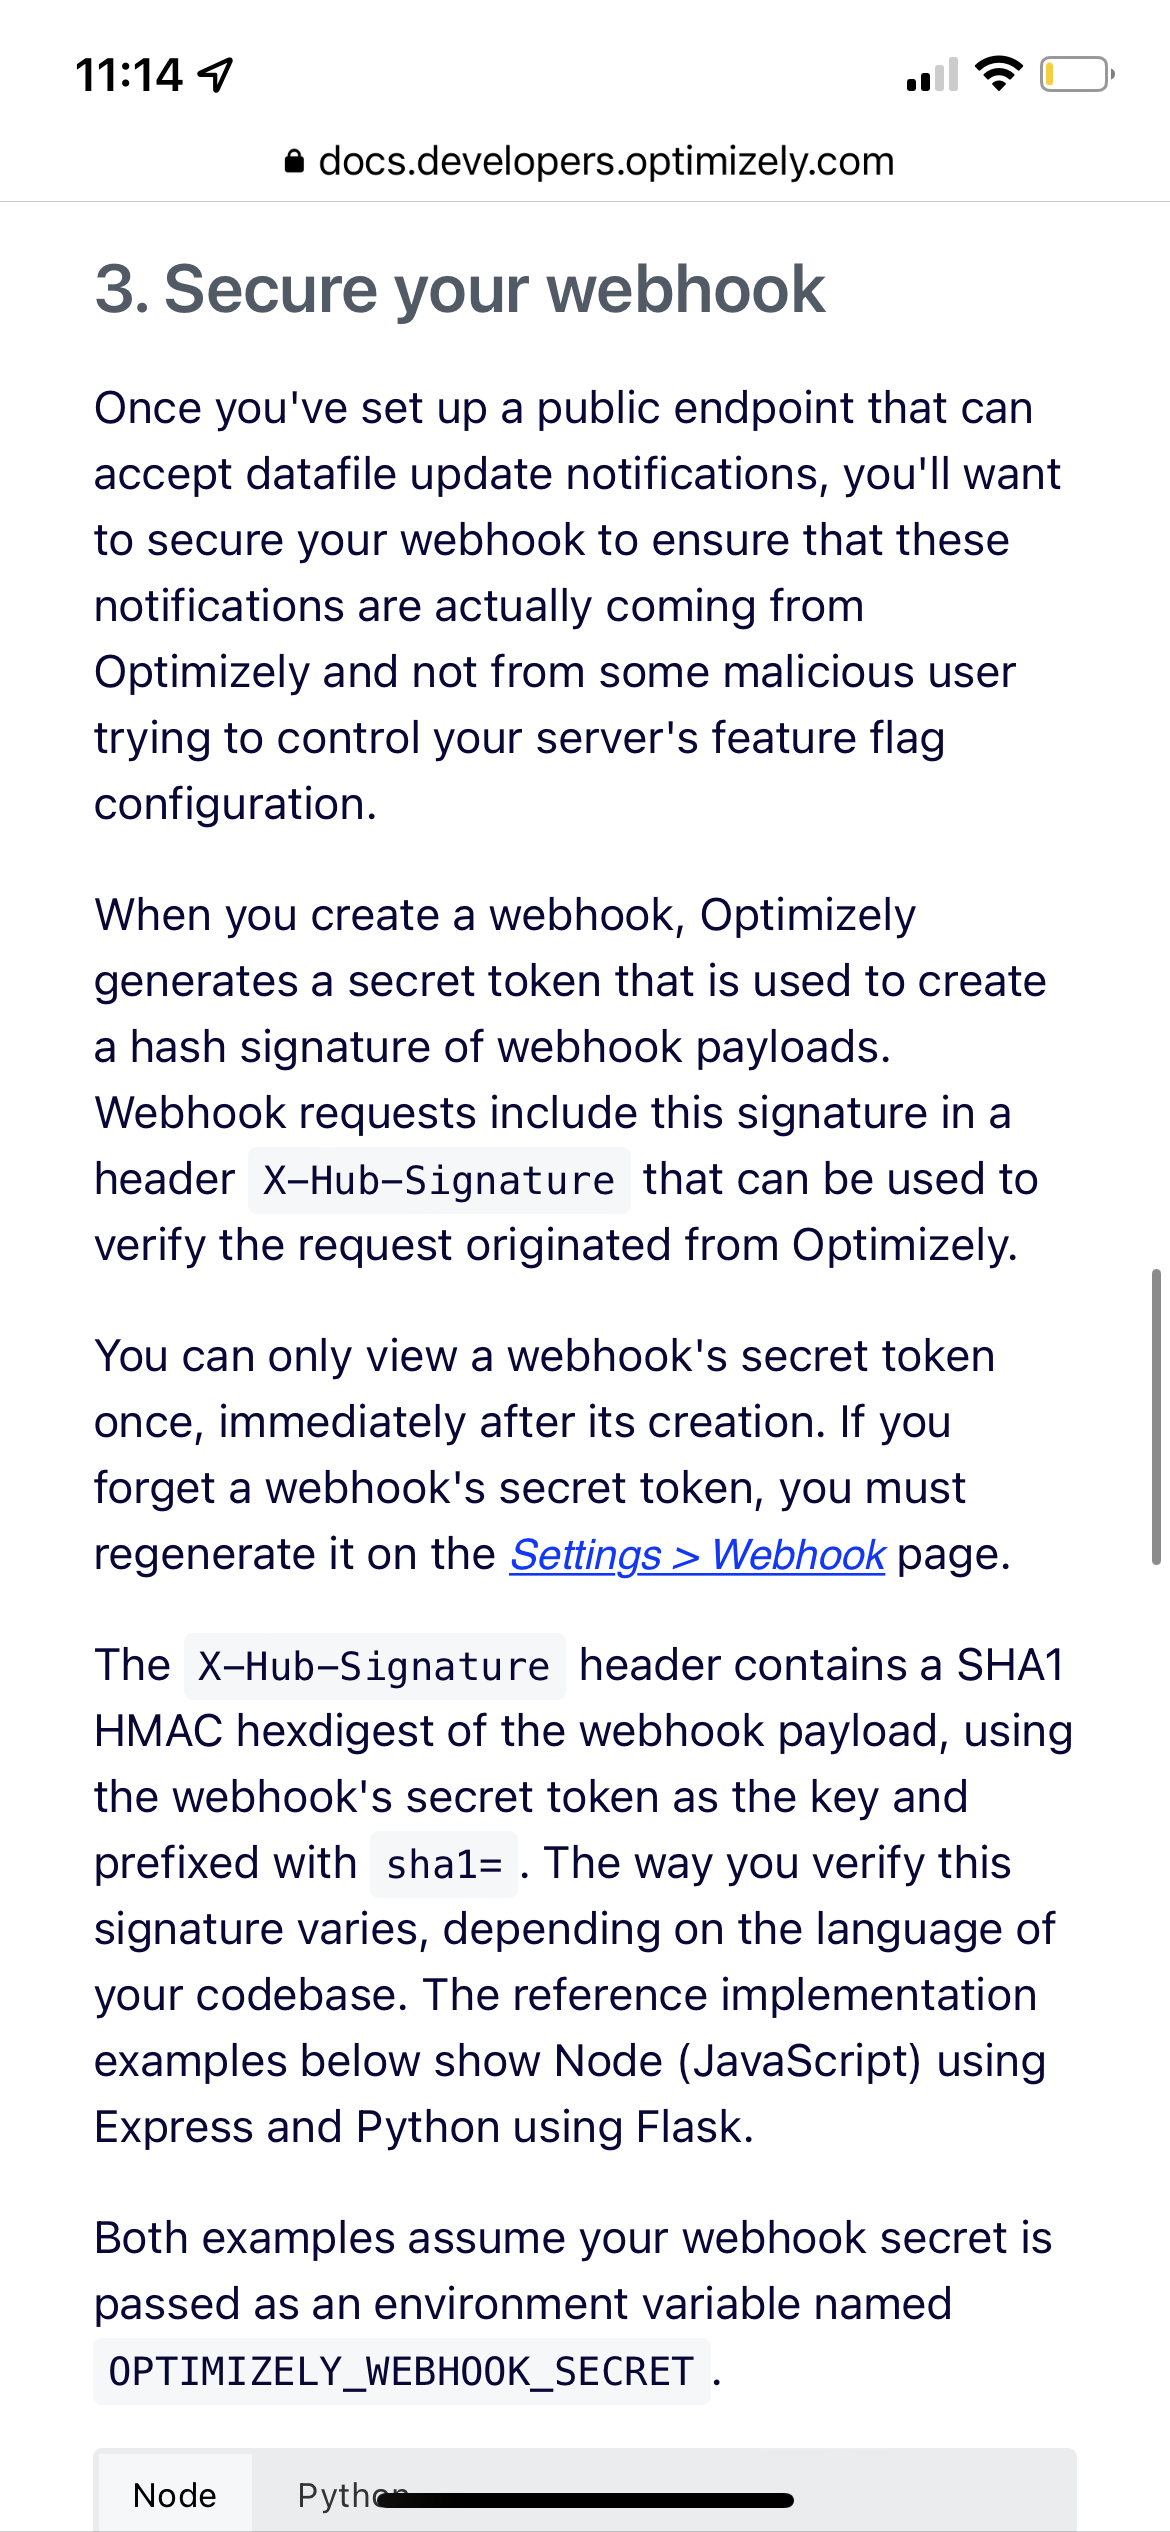 11:14
docs.developers.optimizely.com
3. Secure your webhook
Once you've set up a public endpoint that can
accept datafile update notifications, you'll want
to secure your webhook to ensure that these
notifications are actually coming from
Optimizely and not from some malicious user
trying to control your server's feature flag
configuration.
When you create a webhook, Optimizely
generates a secret token that is used to create
a hash signature of webhook payloads.
Webhook requests include this signature in a
header X-Hub-Signature that can be used to
verify the request originated from Optimizely.
You can only view a webhook's secret token
once, immediately after its creation. If you
forget a webhook's secret token, you must
regenerate it on the Settings > Webhook page.
The X-Hub-Signature header contains a SHA1
HMAC hexdigest of the webhook payload, using
the webhook's secret token as the key and
prefixed with sha1= . The way you verify this
signature varies, depending on the language of
your codebase. The reference implementation
examples below show Node (JavaScript) using
Express and Python using Flask.
Both examples assume your webhook secret is
passed as an environment variable named
OPTIMIZELY_WEBHOOK_SECRET .
Node Python